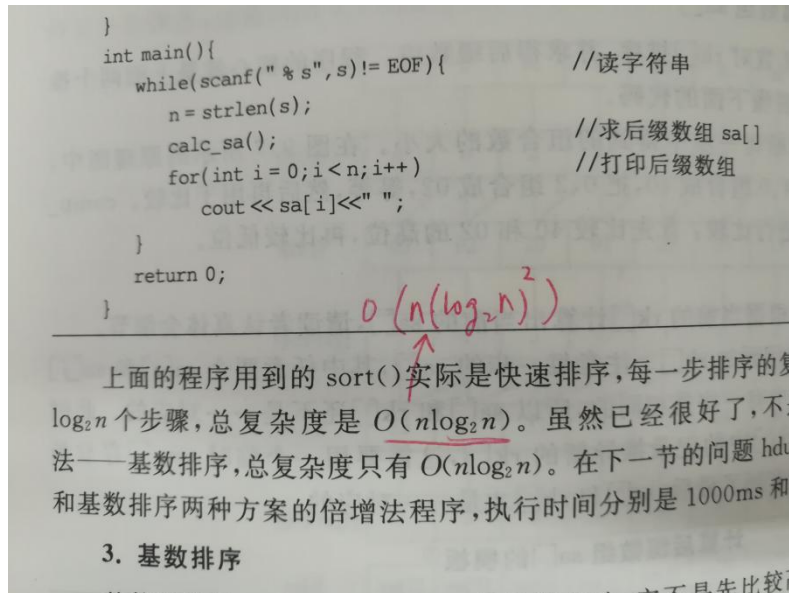 }
int main(){
while(scanf("%s",s)!= EOF){ //读字符串
n = strlen(s);
calc_sa(); //求后缀数组 sa[]
for(int i = 0;i < n;i++) //打印后缀数组
cout << sa[i]<<" ";
}
return 0;
}
O(n(log₂n)²)
上面的程序用到的 sort()实际是快速排序,每一步排序的复
log₂n 个步骤,总复杂度是 O(nlog₂n)。虽然已经很好了,不
法——基数排序,总复杂度只有 O(nlog₂n)。在下一节的问题 hdu
和基数排序两种方案的倍增法程序,执行时间分别是 1000ms 和
3. 基数排序